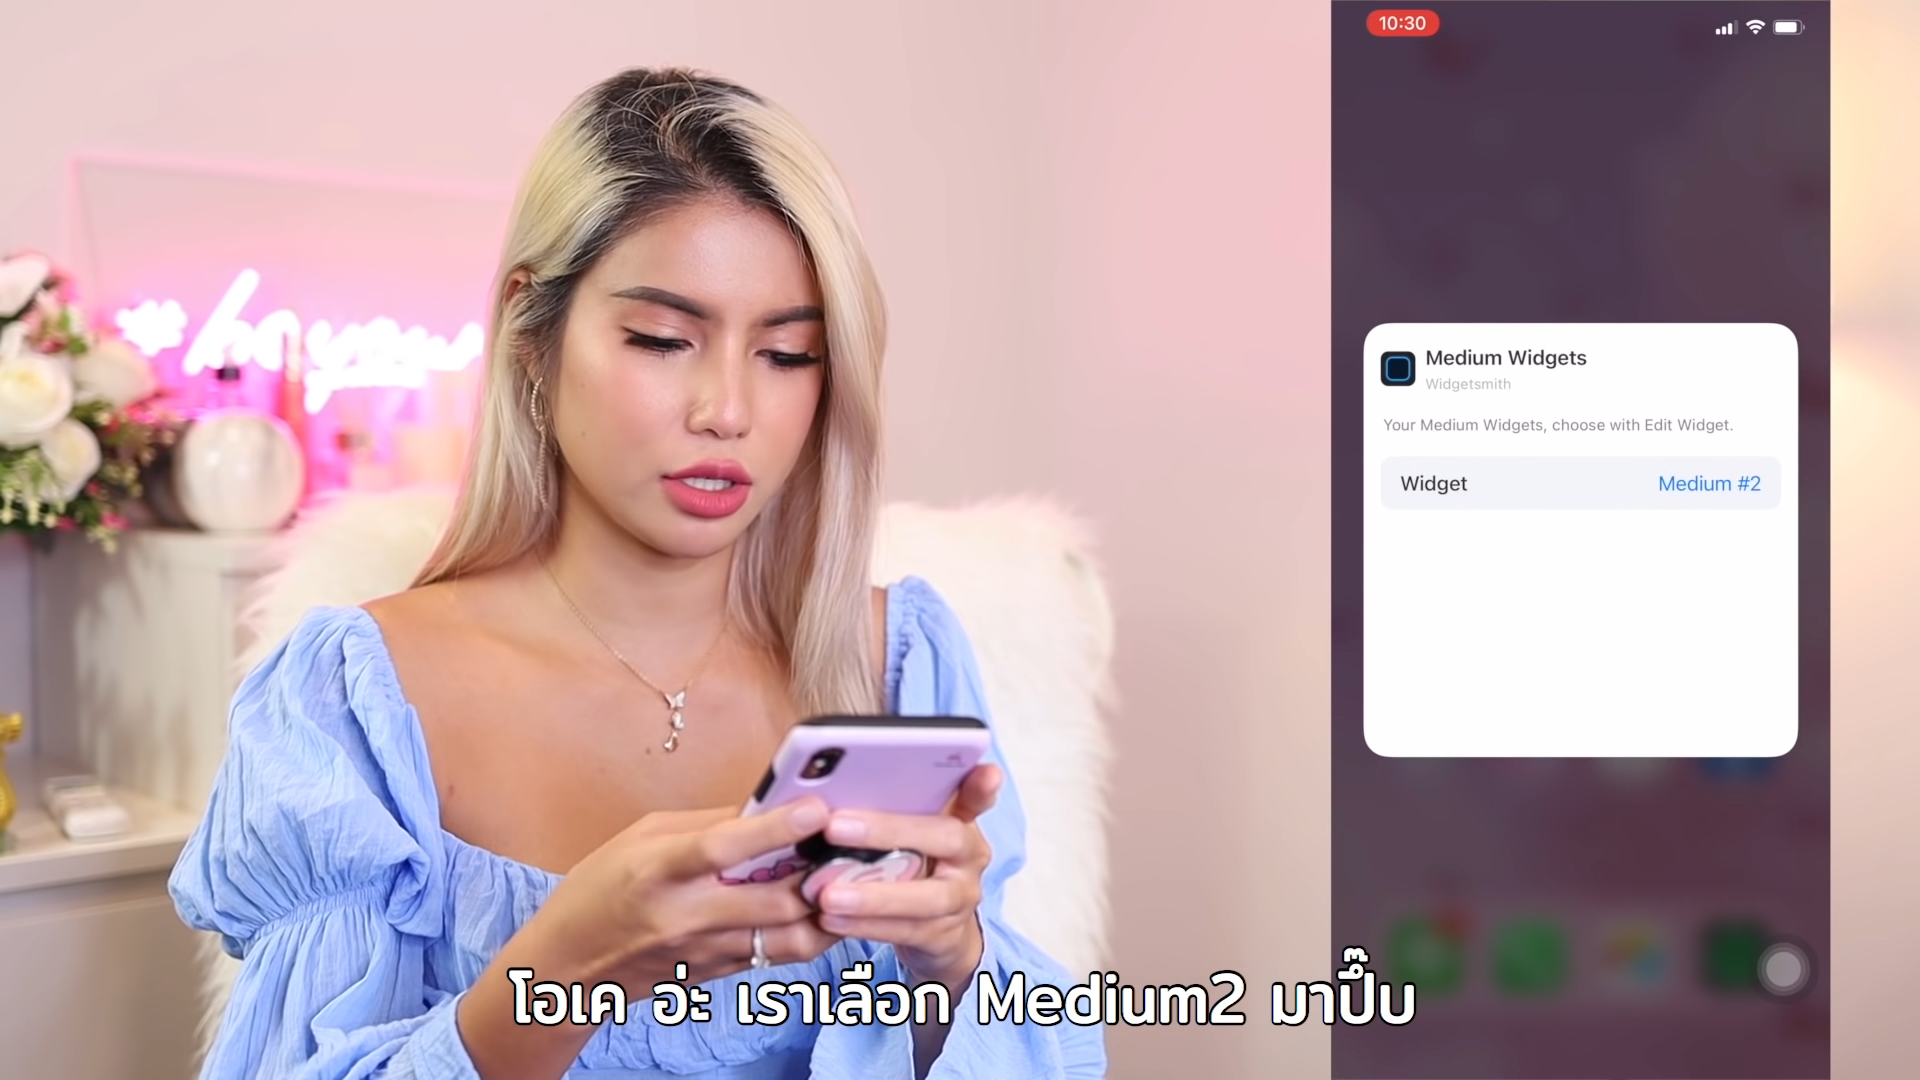 10:30
Medium Widgets
Widgetsmith
Your Medium Widgets, choose with Edit Widget.
Widget
Medium #2
โอเค อ่ะ เราเลือก Medium2 มาปึ๊บ